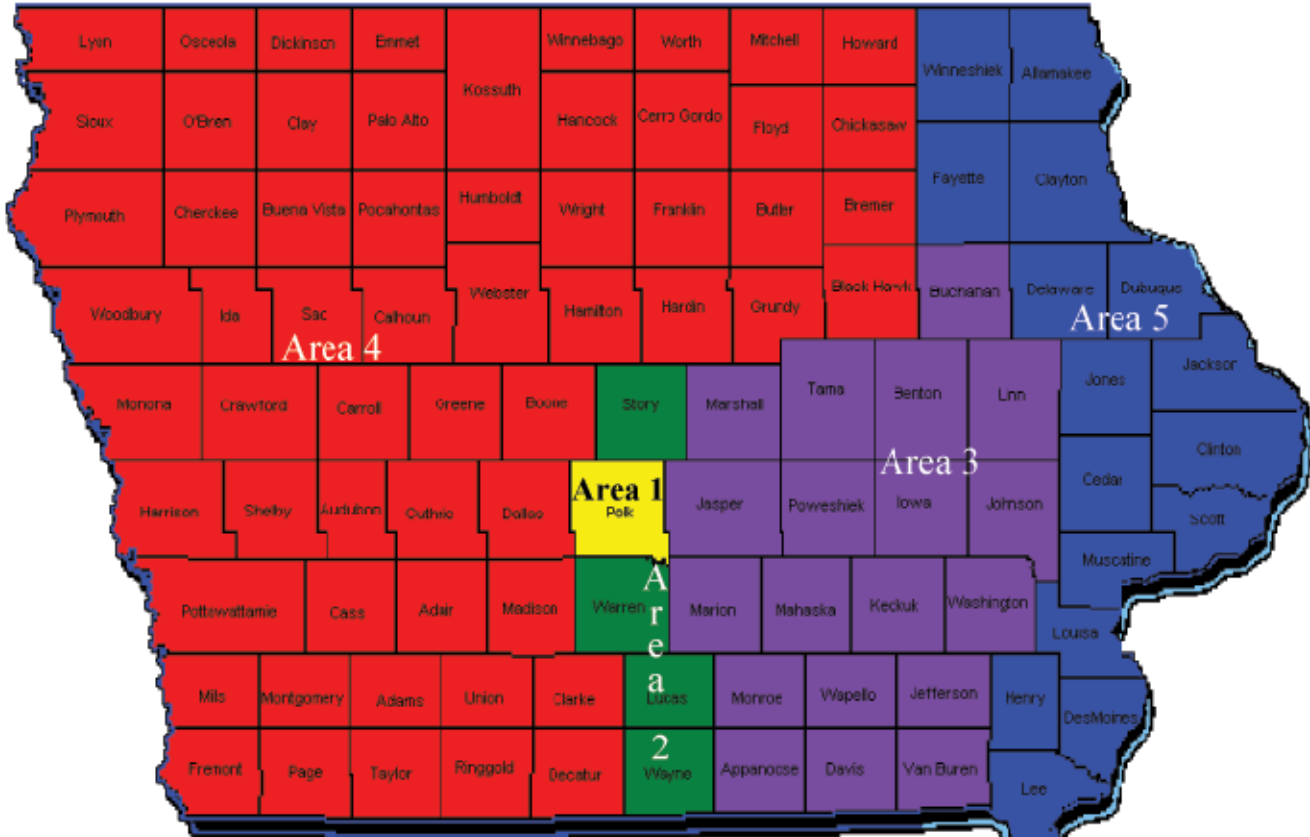 Lyon Osceola Dickinson Emmet Winnebago Worth Mitchell Howard
Kossuth Winneshiek Allamakee
Sioux O'Bren Clay Palo Alto Hancock Cerro Gordo Floyd Chickasaw
Fayette Clayton
Plymouth Cherokee Buena Vista Pocahontas Humboldt Wright Franklin Butler Bremer
Woodbury Ida Sac Calhoun Webster Hamilton Hardin Grundy Black Hawk Buchanan Delaware Dubuque
Area 4
Area 5
Monona Crawford Carroll Greene Boone Story Marshall Tama Benton Linn Jones Jackson
Area 3
Clinton
Area 1
Harrison Shelby Audubon Guthrie Dallas Polk Jasper Poweshiek Iowa Johnson Cedar Scott
Muscatine
Area 2
Pottawattamie Cass Adair Madison Warren Marion Mahaska Keokuk Washington
Louisa
Mils Montgomery Adams Union Clarke Lucas Monroe Wapello Jefferson Henry DesMoines
Fremont Page Taylor Ringgold Decatur Wayne Appanoose Davis Van Buren Lee